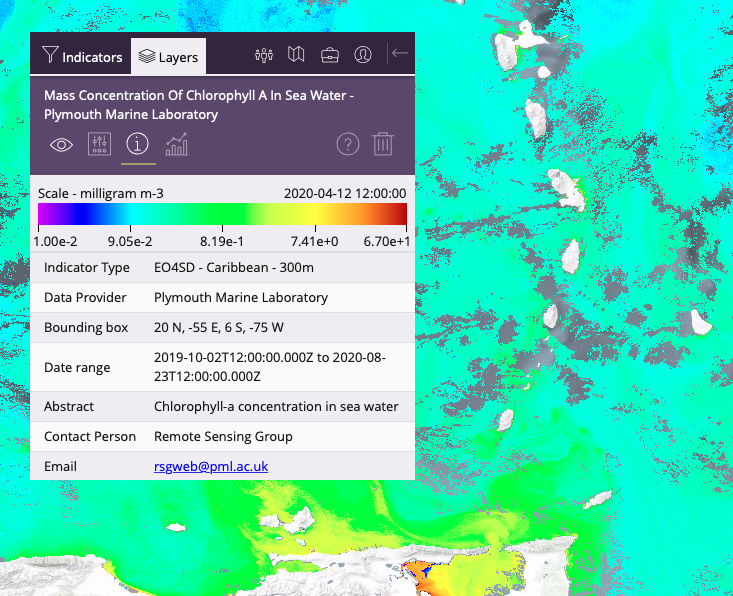 Indicators Layers
Mass Concentration Of Chlorophyll A In Sea Water -
Plymouth Marine Laboratory
Scale - milligram m-3 2020-04-12 12:00:00
1.00e-2 9.05e-2 8.19e-1 7.41e+0 6.70e+1
Indicator Type EO4SD - Caribbean - 300m
Data Provider Plymouth Marine Laboratory
Bounding box 20 N, -55 E, 6 S, -75 W
Date range 2019-10-02T12:00:00.000Z to 2020-08-
23T12:00:00.000Z
Abstract Chlorophyll-a concentration in sea water
Contact Person Remote Sensing Group
Email rsgweb@pml.ac.uk